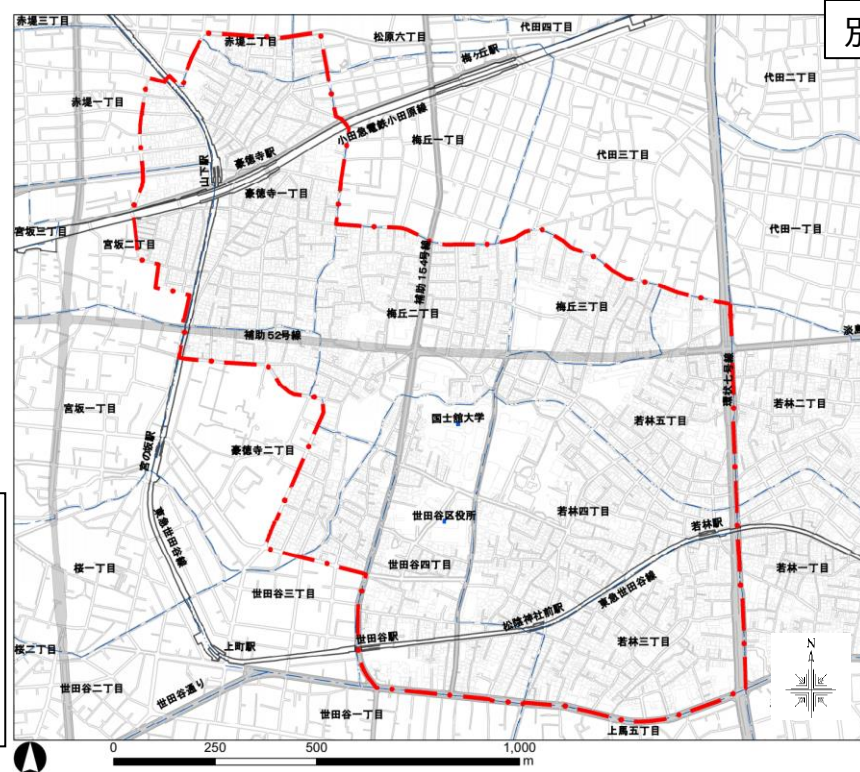 別
赤堤三丁目
赤堤二丁目
松原六丁目
代田四丁目
梅ヶ丘駅
代田二丁目
赤堤一丁目
小田急電鉄小田原線
梅丘一丁目
代田三丁目
豪徳寺駅
山下駅
豪徳寺一丁目
宮坂三丁目
宮坂二丁目
代田一丁目
補助154号線
梅丘二丁目
梅丘三丁目
補助52号線
淡島
環状七号線
宮坂一丁目
国士舘大学
若林五丁目
若林二丁目
宮の坂駅
豪徳寺二丁目
世田谷区役所
若林四丁目
若林駅
東急世田谷線
桜一丁目
世田谷四丁目
若林一丁目
世田谷三丁目
松陰神社前駅
東急世田谷線
世田谷駅
若林三丁目
上町駅
桜二丁目
世田谷二丁目
世田谷通り
世田谷一丁目
上馬五丁目
N
0 250 500 1,000
m